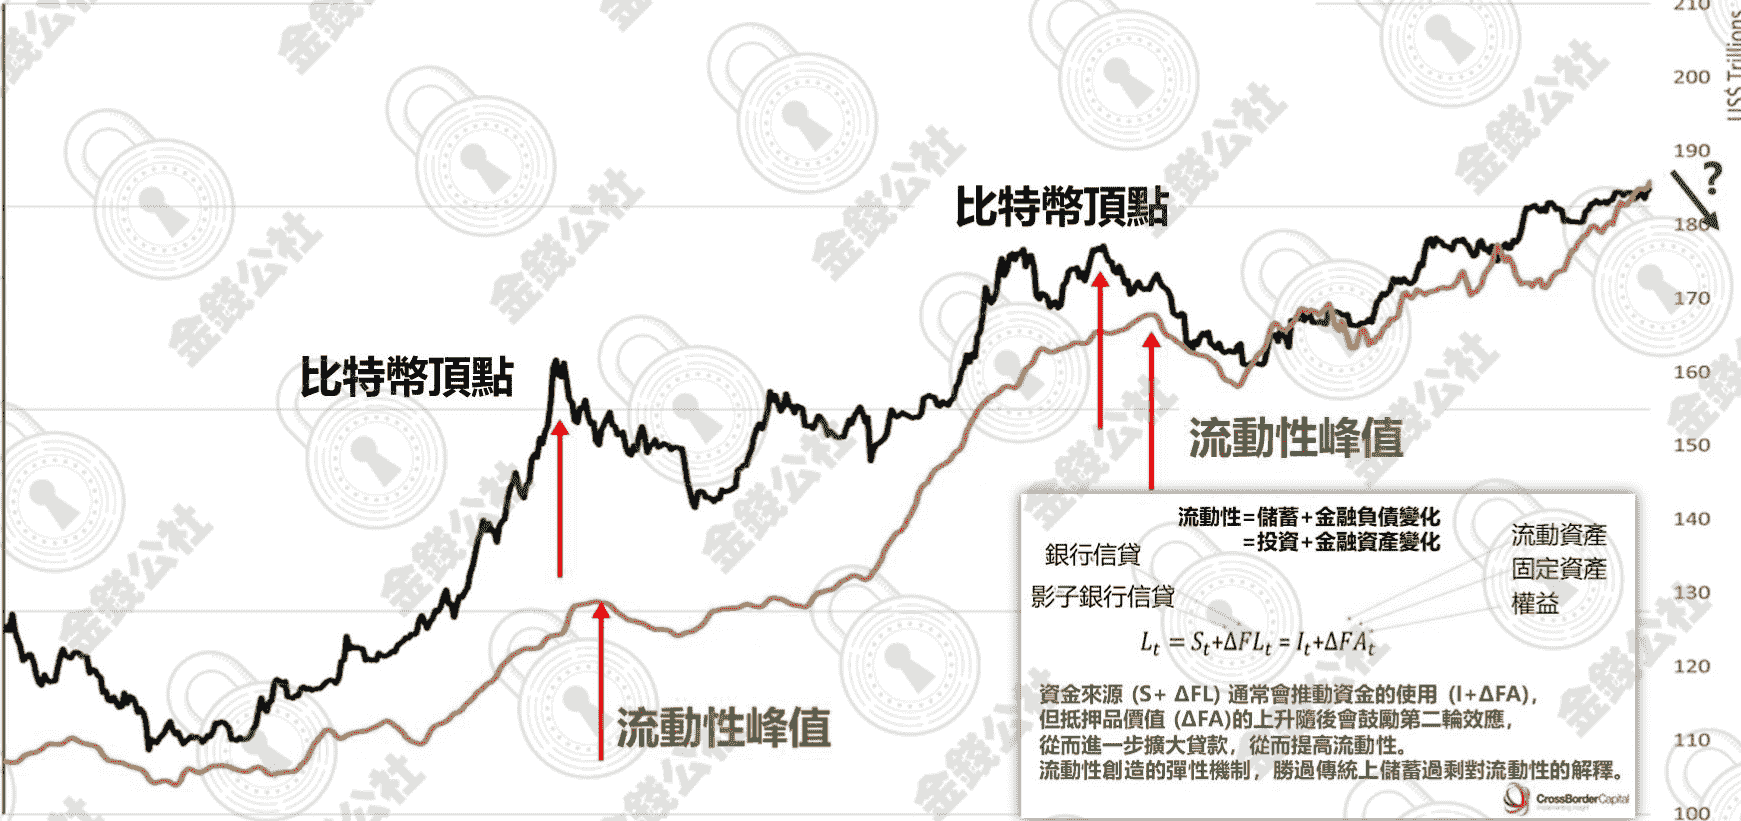 210
US$ Trillions
200
190
?
比特幣頂點
180
170
比特幣頂點
160
流動性峰值
150
140
流動性=儲蓄+金融負債變化
=投資+金融資產變化
銀行信貸
影子銀行信貸
流動資產
固定資產
權益
130
Lt = St+ΔFLt = It+ΔFAt
120
資金來源 (S+ ΔFL) 通常會推動資金的使用 (I+ΔFA),
但抵押品價值 (ΔFA)的上升隨後會鼓勵第二輪效應,
從而進一步擴大貸款，從而提高流動性。
流動性創造的彈性機制，勝過傳統上儲蓄過剩對流動性的解釋。
流動性峰值
110
CrossBorderCapital
100
金錢公社